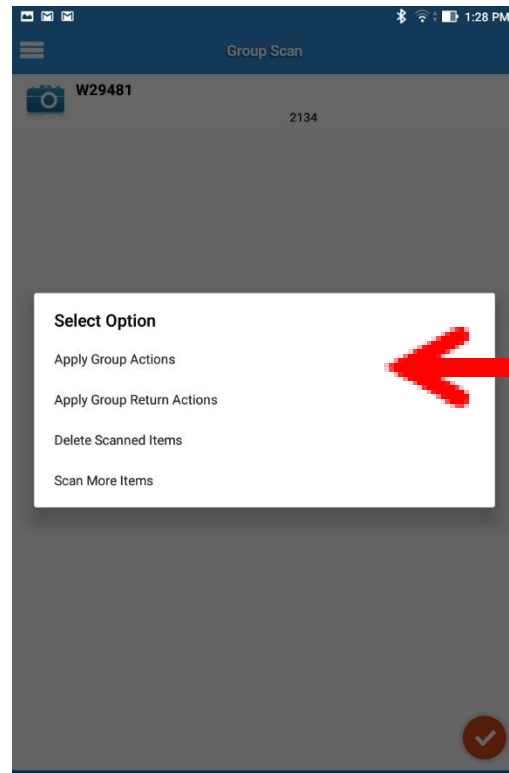 1:28 PM
Group Scan
W29481
2134
Select Option
Apply Group Actions
Apply Group Return Actions
Delete Scanned Items
Scan More Items